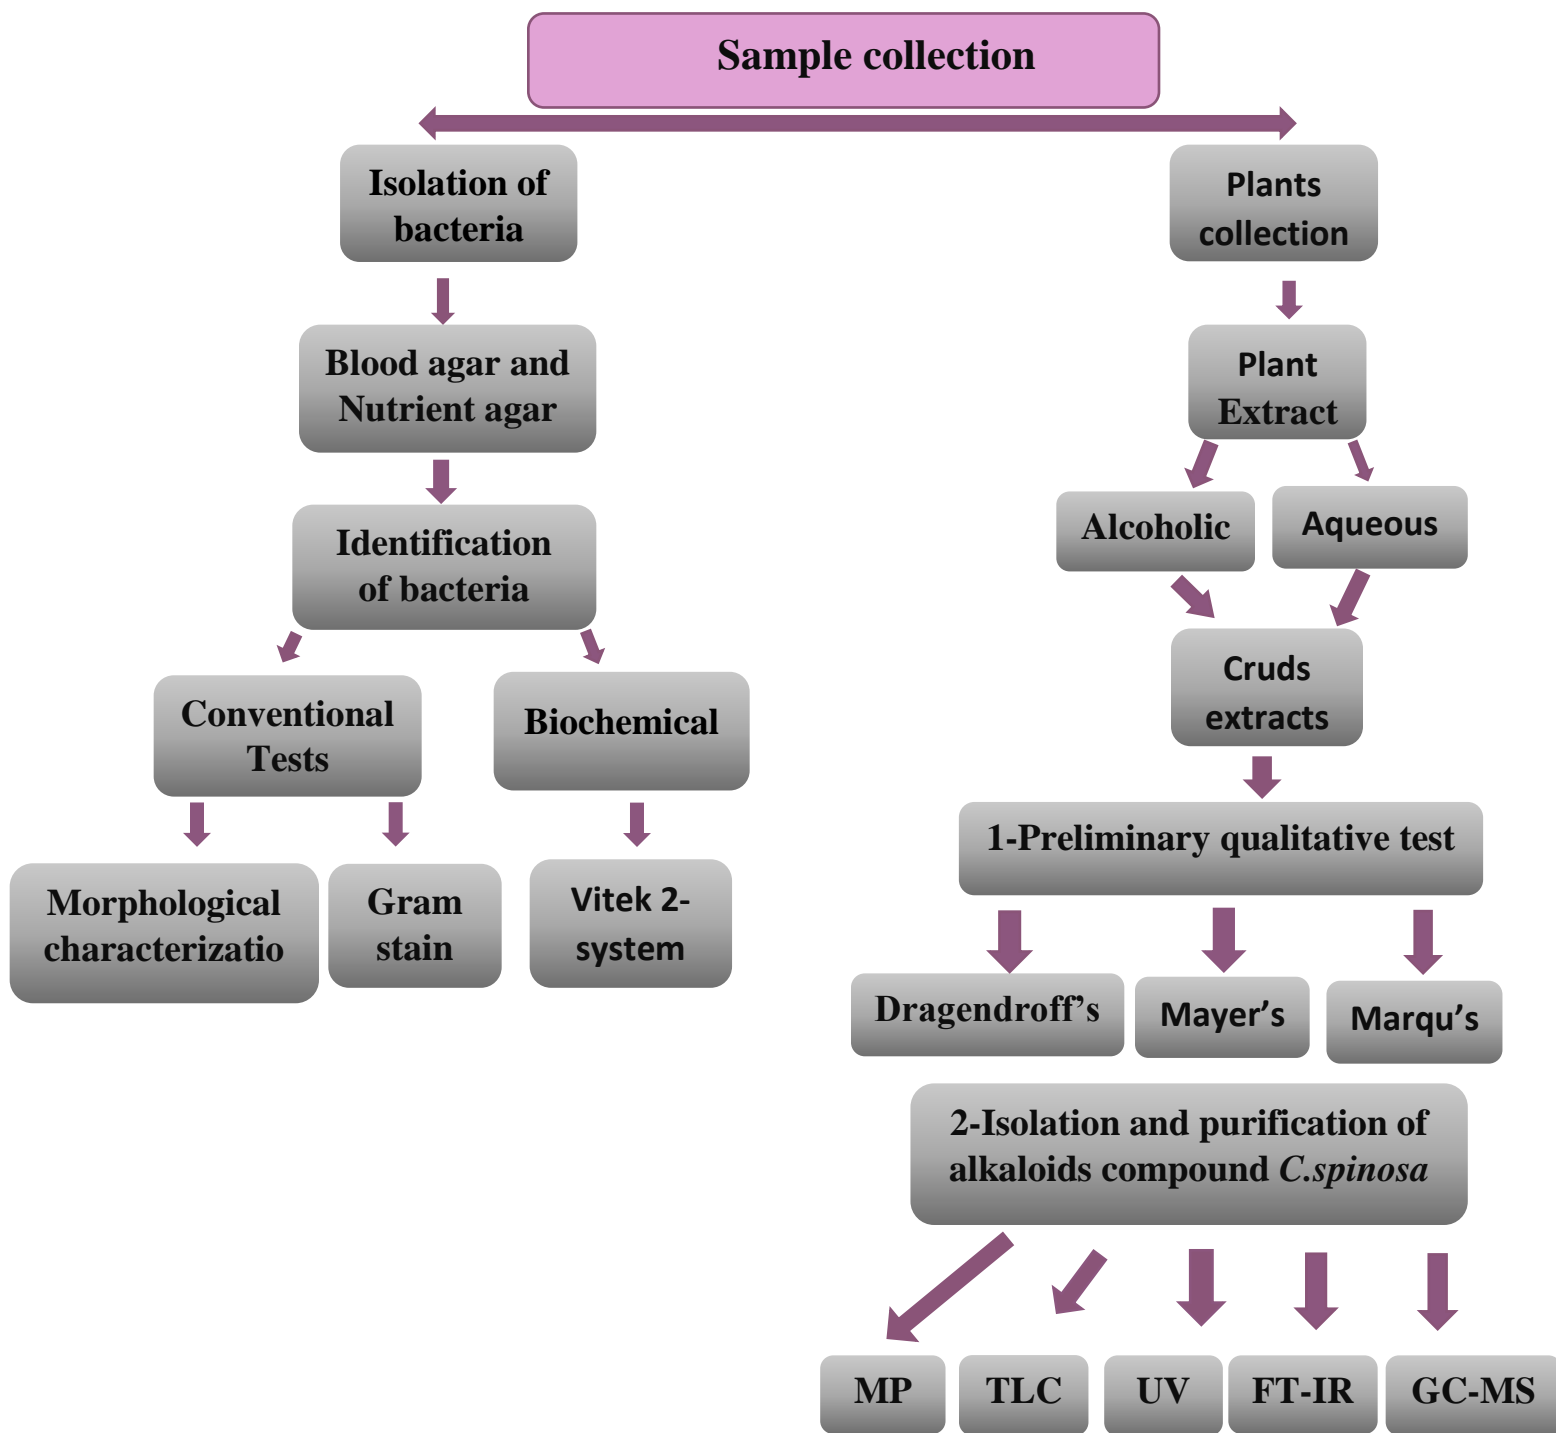 Sample collection
Isolation of
bacteria
Plants
collection
Blood agar and
Nutrient agar
Plant
Extract
Identification
of bacteria
Alcoholic
Aqueous
Cruds
extracts
Conventional
Tests
Biochemical
1-Preliminary qualitative test
Morphological
characterizatio
Gram
stain
Vitek 2-
system
Dragendroff’s
Mayer’s
Marqu’s
2-Isolation and purification of
alkaloids compound C.spinosa
MP
TLC
UV
FT-IR
GC-MS